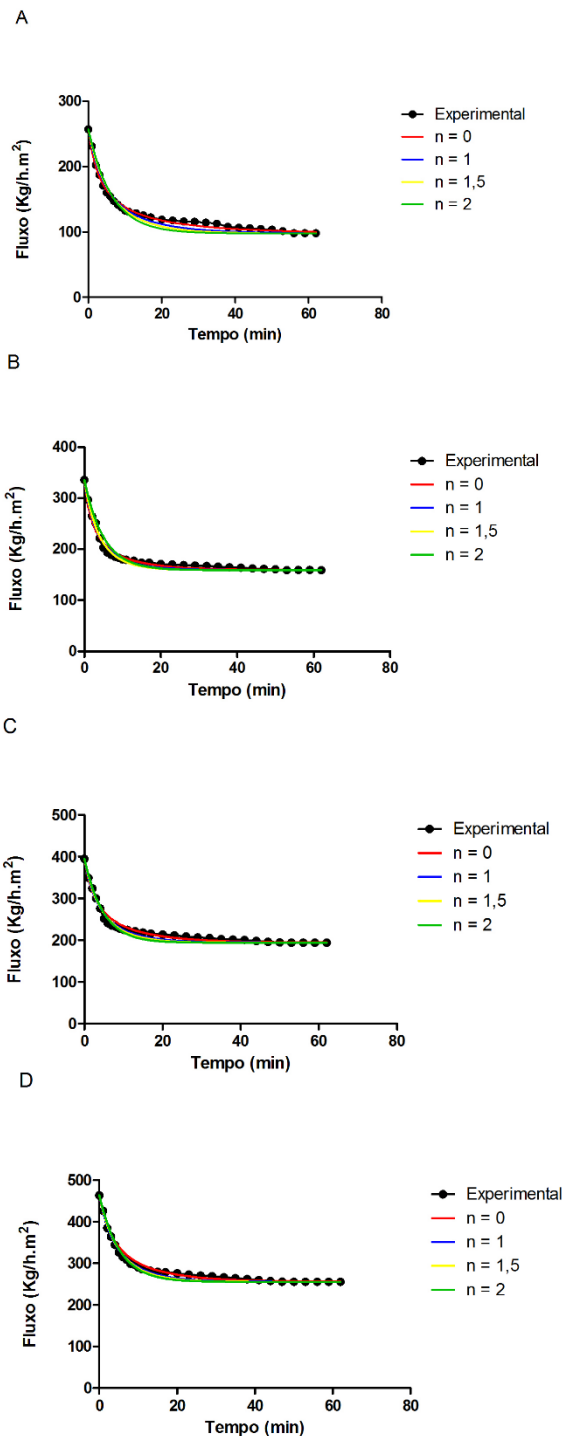 A
Fluxo (Kg/h.m²)
300
200
100
0
0 20 40 60 80
Tempo (min)
Experimental
n = 0
n = 1
n = 1,5
n = 2
B
Fluxo (Kg/h.m²)
400
300
200
100
0
0 20 40 60 80
Tempo (min)
Experimental
n = 0
n = 1
n = 1,5
n = 2
C
Fluxo (Kg/h.m²)
500
400
300
200
100
0
0 20 40 60 80
Tempo (min)
Experimental
n = 0
n = 1
n = 1,5
n = 2
D
Fluxo (Kg/h.m²)
500
400
300
200
100
0
0 20 40 60 80
Tempo (min)
Experimental
n = 0
n = 1
n = 1,5
n = 2